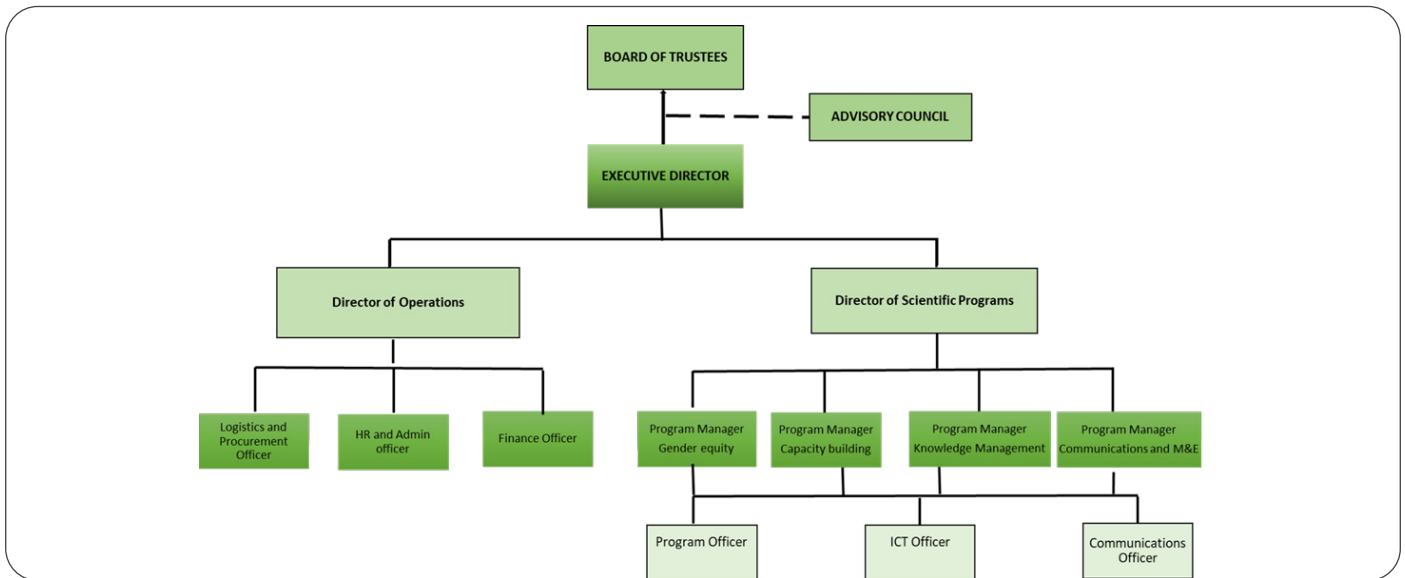 BOARD OF TRUSTEES
ADVISORY COUNCIL
EXECUTIVE DIRECTOR
Director of Operations
Director of Scientific Programs
Logistics and
Procurement
Officer
HR and Admin
officer
Finance Officer
Program Manager
Gender equity
Program Manager
Capacity building
Program Manager
Knowledge Management
Program Manager
Communications and M&E
Program Officer
ICT Officer
Communications
Officer